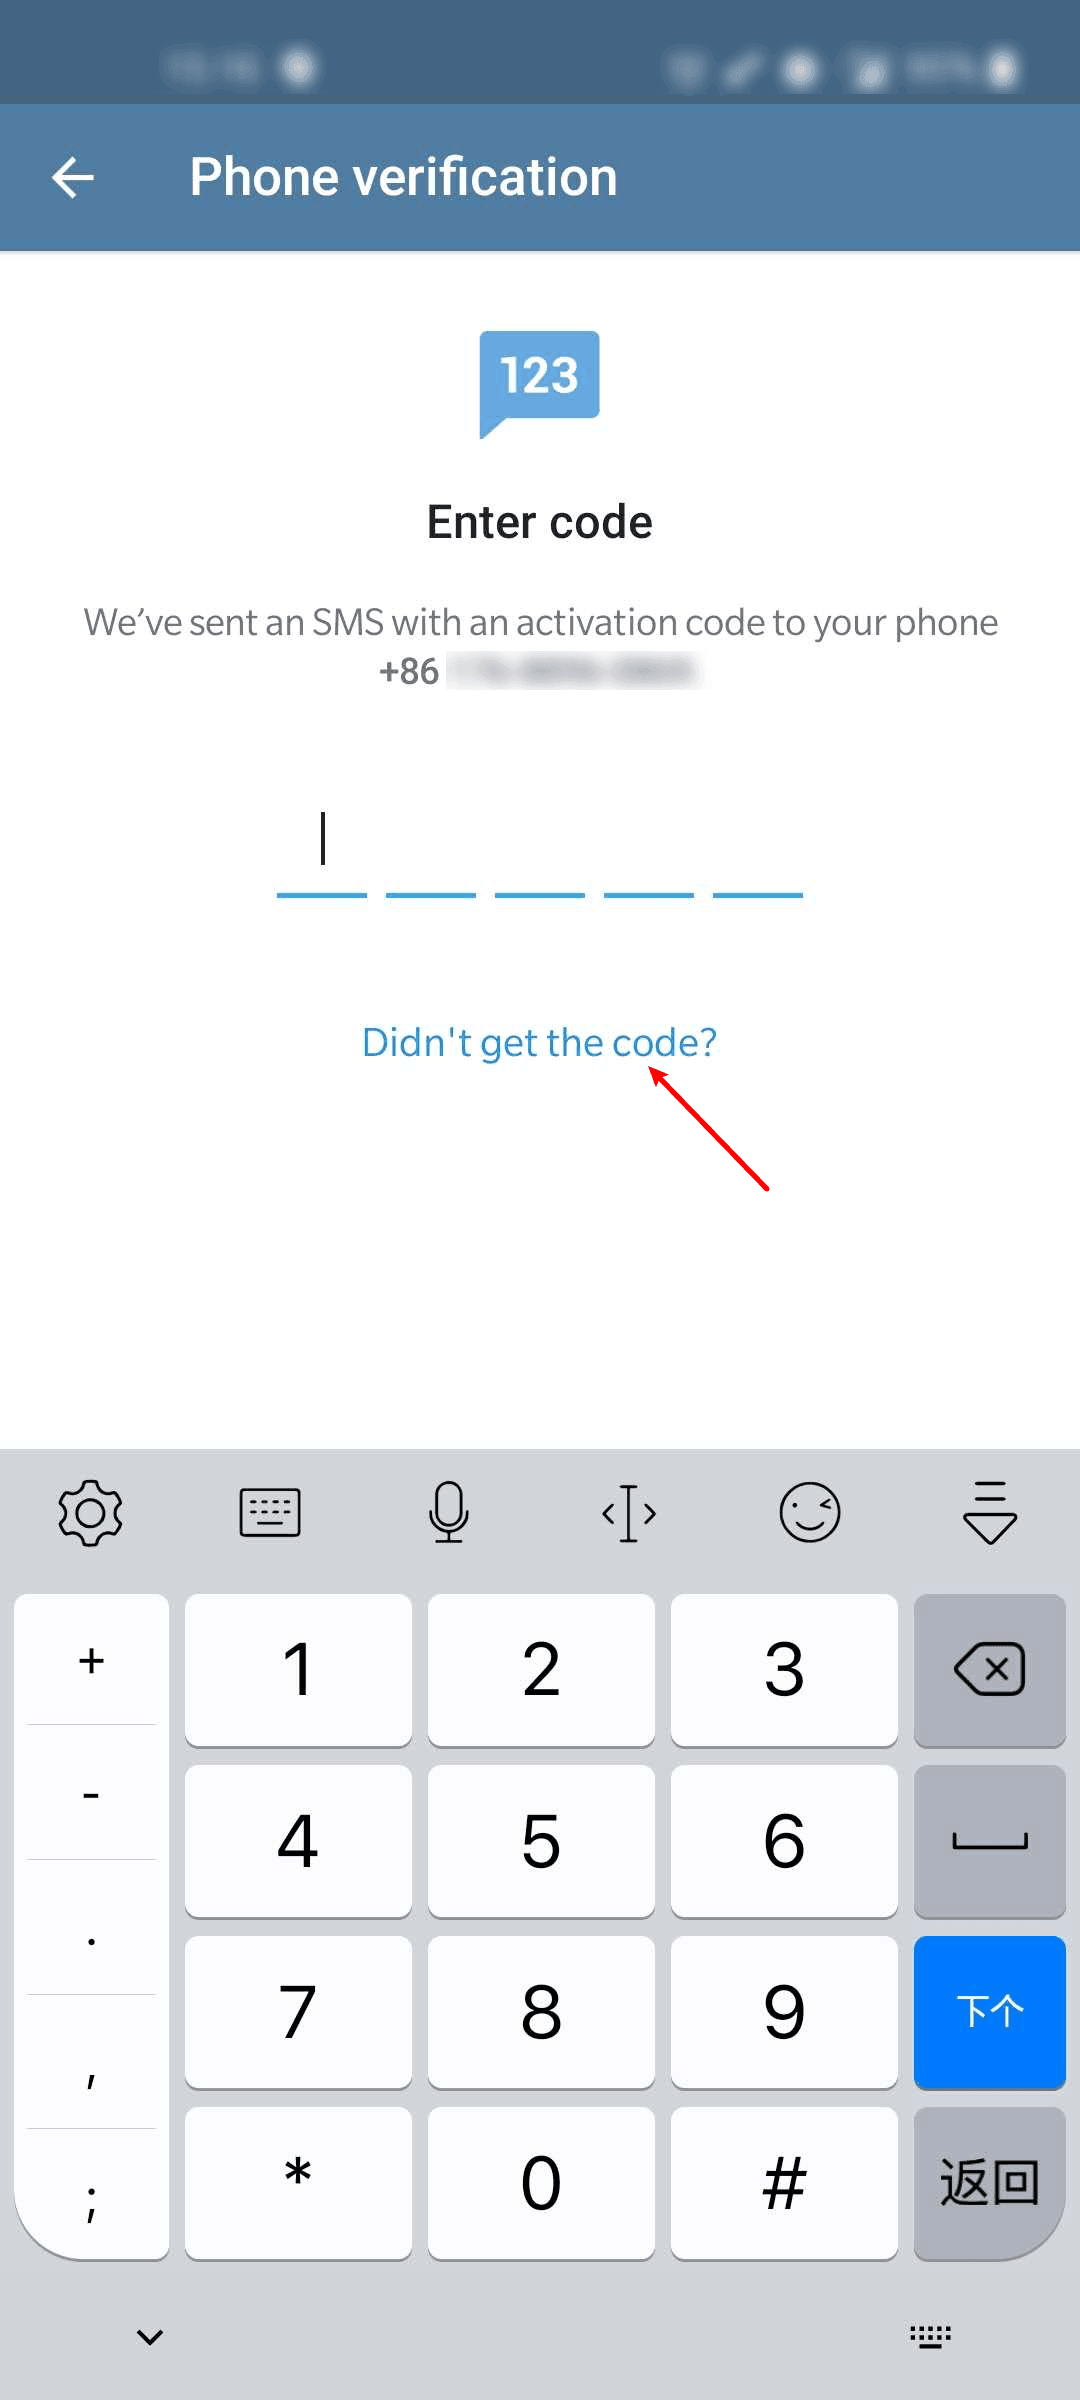 Phone verification
123
Enter code
We’ve sent an SMS with an activation code to your phone
+86
Didn't get the code?
+ 1 2 3
-
4 5 6
.
7 8 9 下个
,
* 0 # 返回
;